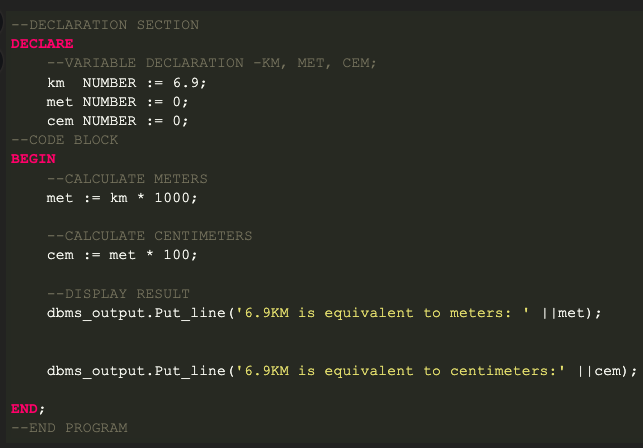 --DECLARATION SECTION
DECLARE
--VARIABLE DECLARATION -KM, MET, CEM;
km  NUMBER := 6.9;
met NUMBER := 0;
cem NUMBER := 0;
--CODE BLOCK
BEGIN
--CALCULATE METERS
met := km * 1000;
--CALCULATE CENTIMETERS
cem := met * 100;
--DISPLAY RESULT
dbms_output.Put_line('6.9KM is equivalent to meters: ' ||met);
dbms_output.Put_line('6.9KM is equivalent to centimeters:' ||cem);
END;
--END PROGRAM